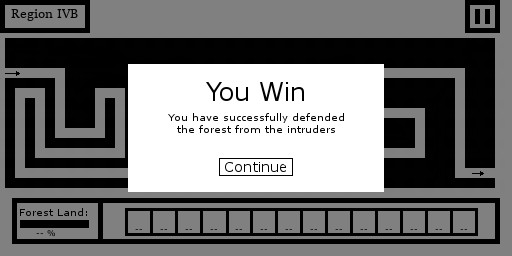 Region IVB
You Win
You have successfully defended
the forest from the intruders
Continue
Forest Land:
-- %
-- -- -- -- -- -- -- -- -- -- -- -- -- --